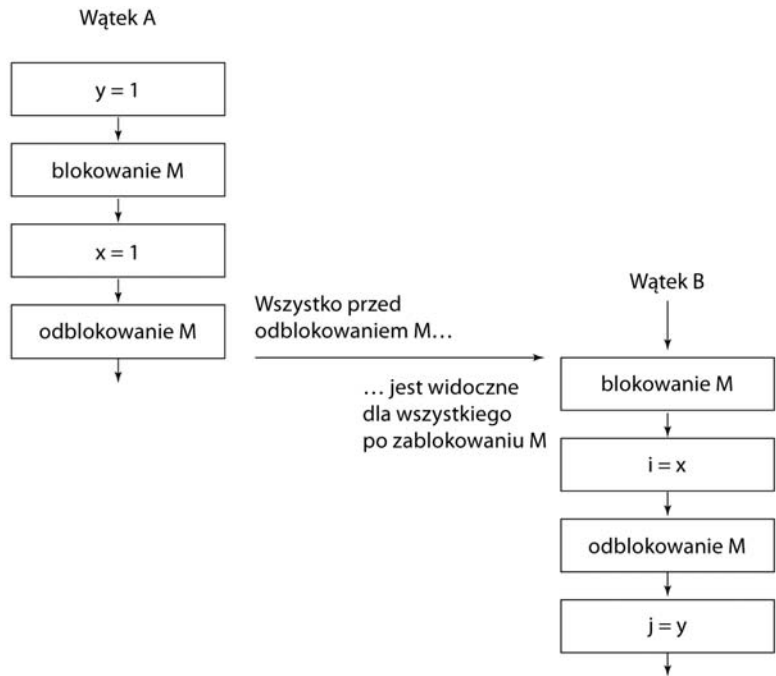 Wątek A
y = 1
blokowanie M
x = 1
odblokowanie M
Wszystko przed
odblokowaniem M…
… jest widoczne
dla wszystkiego
po zablokowaniu M
Wątek B
blokowanie M
i = x
odblokowanie M
j = y